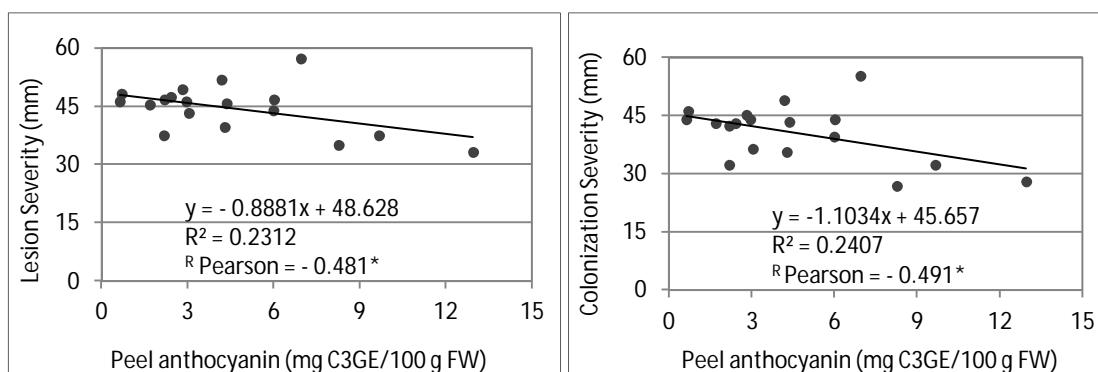 Lesion Severity (mm)
60
45
30
15
0
y = - 0.8881x + 48.628
R² = 0.2312
ᴿ Pearson = - 0.481*
0 3 6 9 12 15
Peel anthocyanin (mg C3GE/100 g FW)
Colonization Severity (mm)
60
45
30
15
0
y = -1.1034x + 45.657
R² = 0.2407
ᴿ Pearson = - 0.491*
0 3 6 9 12 15
Peel anthocyanin (mg C3GE/100 g FW)